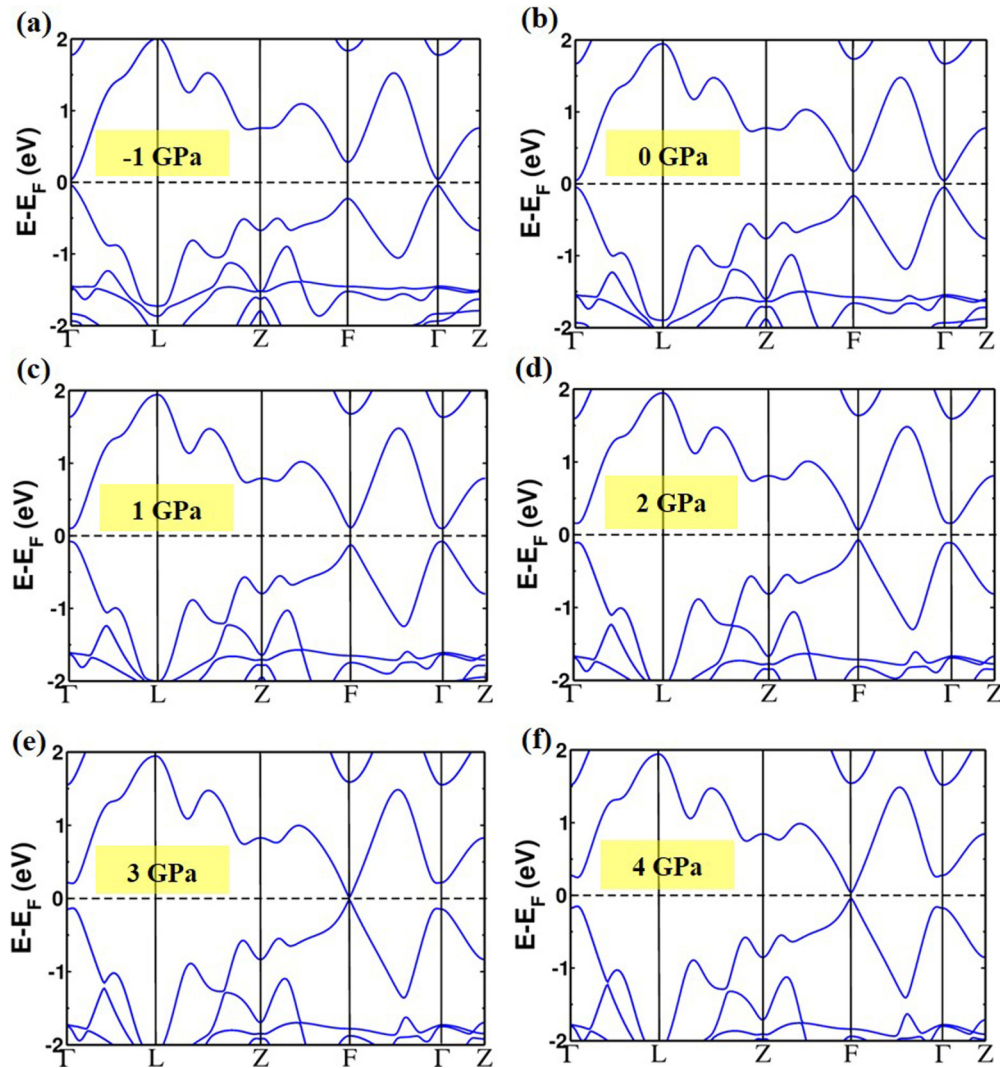 (a)
2
1
0
-1
-2
E-E_F (eV)
-1 GPa
Γ L Z F Γ Z
(b)
2
1
0
-1
-2
E-E_F (eV)
0 GPa
Γ L Z F Γ Z
(c)
2
1
0
-1
-2
E-E_F (eV)
1 GPa
Γ L Z F Γ Z
(d)
2
1
0
-1
-2
E-E_F (eV)
2 GPa
Γ L Z F Γ Z
(e)
2
1
0
-1
-2
E-E_F (eV)
3 GPa
Γ L Z F Γ Z
(f)
2
1
0
-1
-2
E-E_F (eV)
4 GPa
Γ L Z F Γ Z